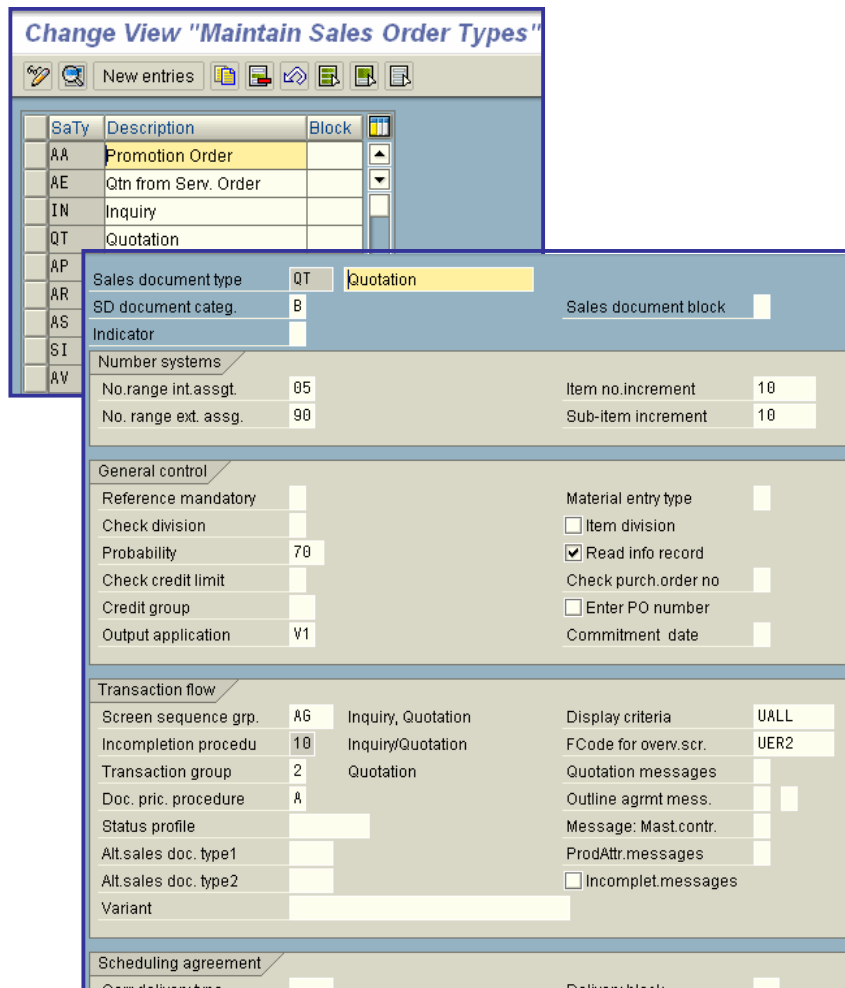 Change View "Maintain Sales Order Types"
New entries
SaTy Description Block
AA Promotion Order
AE Qtn from Serv. Order
IN Inquiry
QT Quotation
AP
AR
AS
SI
AV
Sales document type QT Quotation
SD document categ. B Sales document block
Indicator
Number systems
No.range int.assgt. 05 Item no.increment 10
No. range ext. assg. 90 Sub-item increment 10
General control
Reference mandatory Material entry type
Check division Item division
Probability 70 Read info record
Check credit limit Check purch.order no
Credit group Enter PO number
Output application V1 Commitment date
Transaction flow
Screen sequence grp. AG Inquiry, Quotation Display criteria UALL
Incompletion procedu 10 Inquiry/Quotation FCode for overv.scr. UER2
Transaction group 2 Quotation Quotation messages
Doc. pric. procedure A Outline agrmt mess.
Status profile Message: Mast.contr.
Alt.sales doc. type1 ProdAttr.messages
Alt.sales doc. type2 Incomplet.messages
Variant
Scheduling agreement